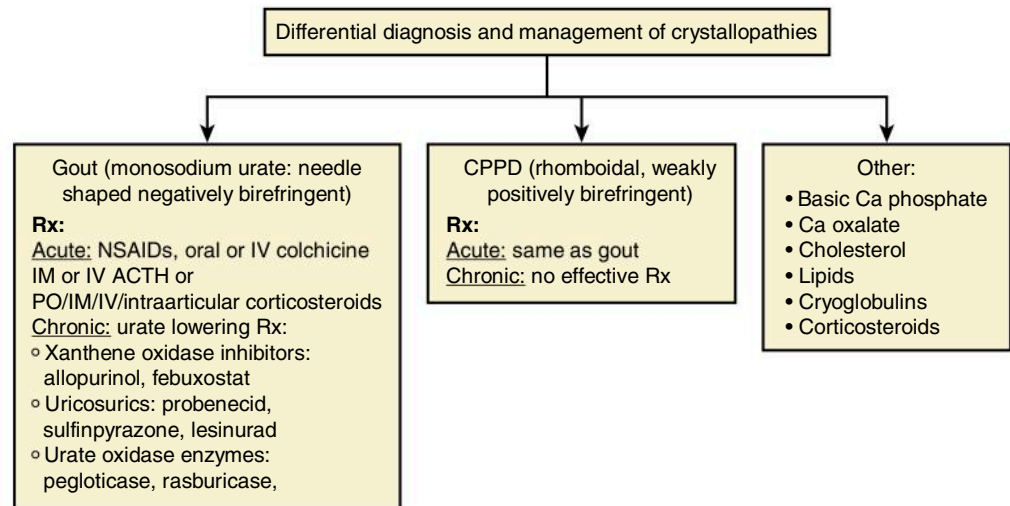 Differential diagnosis and management of crystallopathies
Gout (monosodium urate: needle
shaped negatively birefringent)
Rx:
Acute: NSAIDs, oral or IV colchicine
IM or IV ACTH or
PO/IM/IV/intraarticular corticosteroids
Chronic: urate lowering Rx:
○ Xanthene oxidase inhibitors:
allopurinol, febuxostat
○ Uricosurics: probenecid,
sulfinpyrazone, lesinurad
○ Urate oxidase enzymes:
pegloticase, rasburicase,
CPPD (rhomboidal, weakly
positively birefringent)
Rx:
Acute: same as gout
Chronic: no effective Rx
Other:
• Basic Ca phosphate
• Ca oxalate
• Cholesterol
• Lipids
• Cryoglobulins
• Corticosteroids